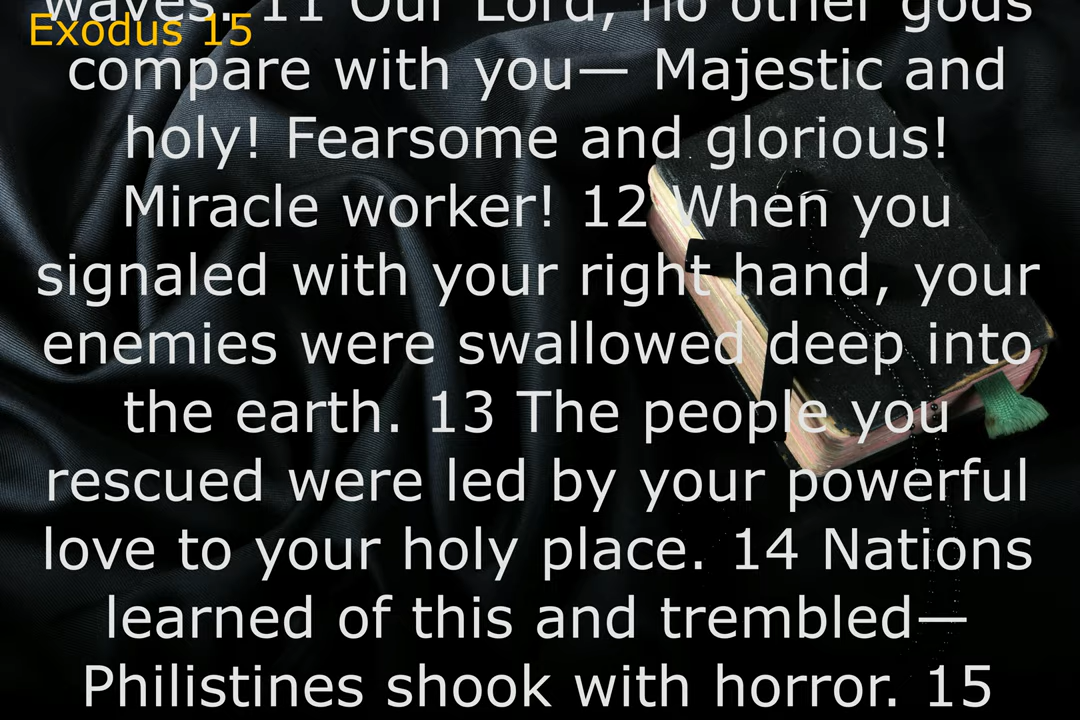 waves. 11 Our Lord, no other gods
Exodus 15
compare with you— Majestic and
holy! Fearsome and glorious!
Miracle worker! 12 When you
signaled with your right hand, your
enemies were swallowed deep into
the earth. 13 The people you
rescued were led by your powerful
love to your holy place. 14 Nations
learned of this and trembled—
Philistines shook with horror. 15